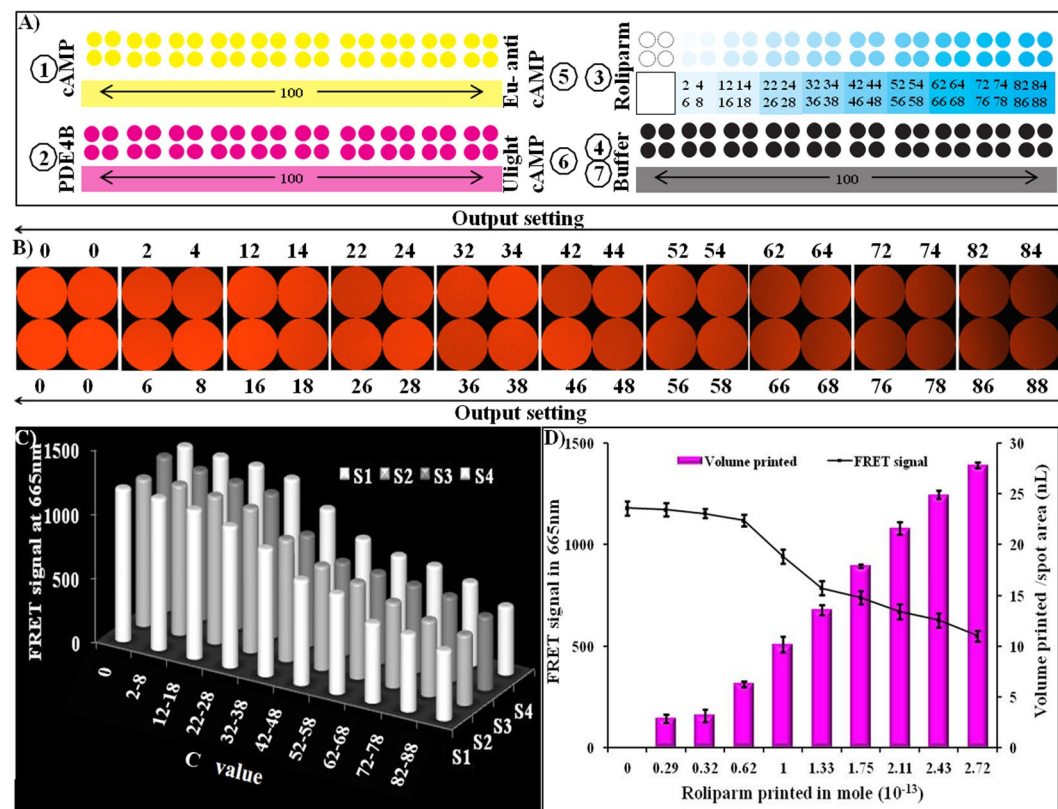 A)
1
cAMP
100
Eu- anti
cAMP
5
3
Roliparm
2 4 12 14 22 24 32 34 42 44 52 54 62 64 72 74 82 84
6 8 16 18 26 28 36 38 46 48 56 58 66 68 76 78 86 88
2
PDE4B
100
Ulight
cAMP
6
4
7
Buffer
100
Output setting
B) 0 0 2 4 12 14 22 24 32 34 42 44 52 54 62 64 72 74 82 84
0 0 6 8 16 18 26 28 36 38 46 48 56 58 66 68 76 78 86 88
Output setting
C)
FRET signal at 665nm
1500
1000
500
0
S1 S2 S3 S4
0
2-8
12-18
22-28
32-38
42-48
52-58
62-68
72-78
82-88
S1
S2
S3
S4
C value
D)
Volume printed FRET signal
FRET signal in 665nm
1500
1000
500
0
30
25
20
15
10
5
0
Volume printed /spot area (nL)
0 0.29 0.32 0.62 1 1.33 1.75 2.11 2.43 2.72
Roliparm printed in mole (10⁻¹³)